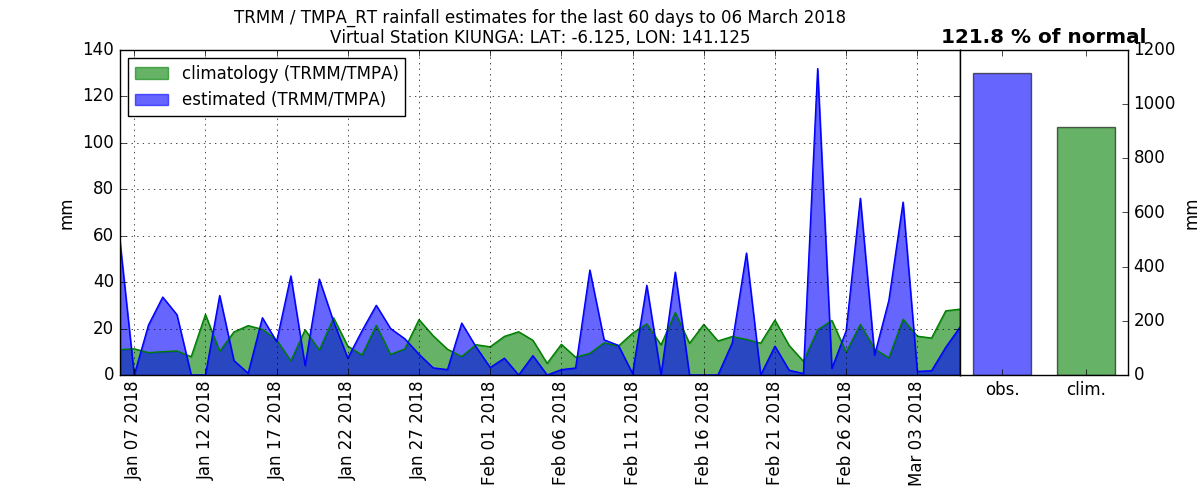 TRMM / TMPA_RT rainfall estimates for the last 60 days to 06 March 2018
Virtual Station KIUNGA: LAT: -6.125, LON: 141.125
121.8 % of normal
climatology (TRMM/TMPA)
estimated (TRMM/TMPA)
140
120
100
80
60
40
20
0
mm
Jan 07 2018
Jan 12 2018
Jan 17 2018
Jan 22 2018
Jan 27 2018
Feb 01 2018
Feb 06 2018
Feb 11 2018
Feb 16 2018
Feb 21 2018
Feb 26 2018
Mar 03 2018
obs.
clim.
1200
1000
800
600
400
200
0
mm